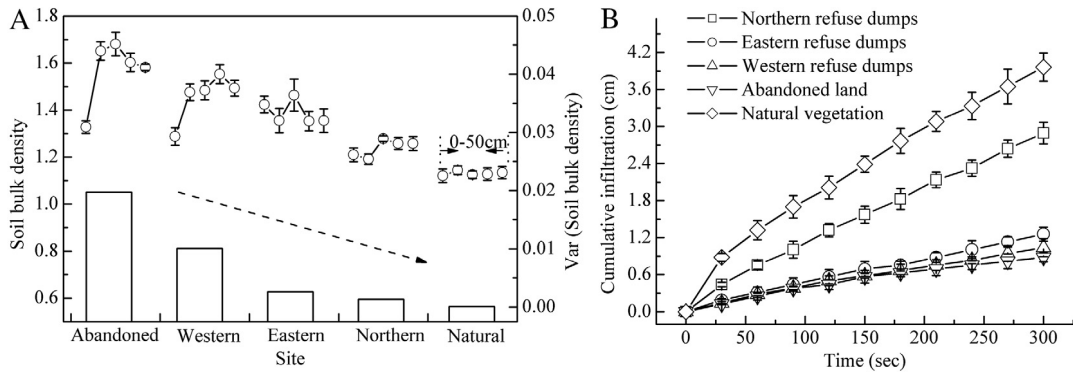 A
Soil bulk density
1.8
1.6
1.4
1.2
1.0
0.8
0.6
0-50cm
0.05
0.04
0.03
0.02
0.01
0.00
Var (Soil bulk density)
Abandoned Western Eastern Northern Natural
Site
B
Cumulative infiltration (cm)
4.2
3.6
3.0
2.4
1.8
1.2
0.6
0.0
Northern refuse dumps
Eastern refuse dumps
Western refuse dumps
Abandoned land
Natural vegetation
0 50 100 150 200 250 300
Time (sec)